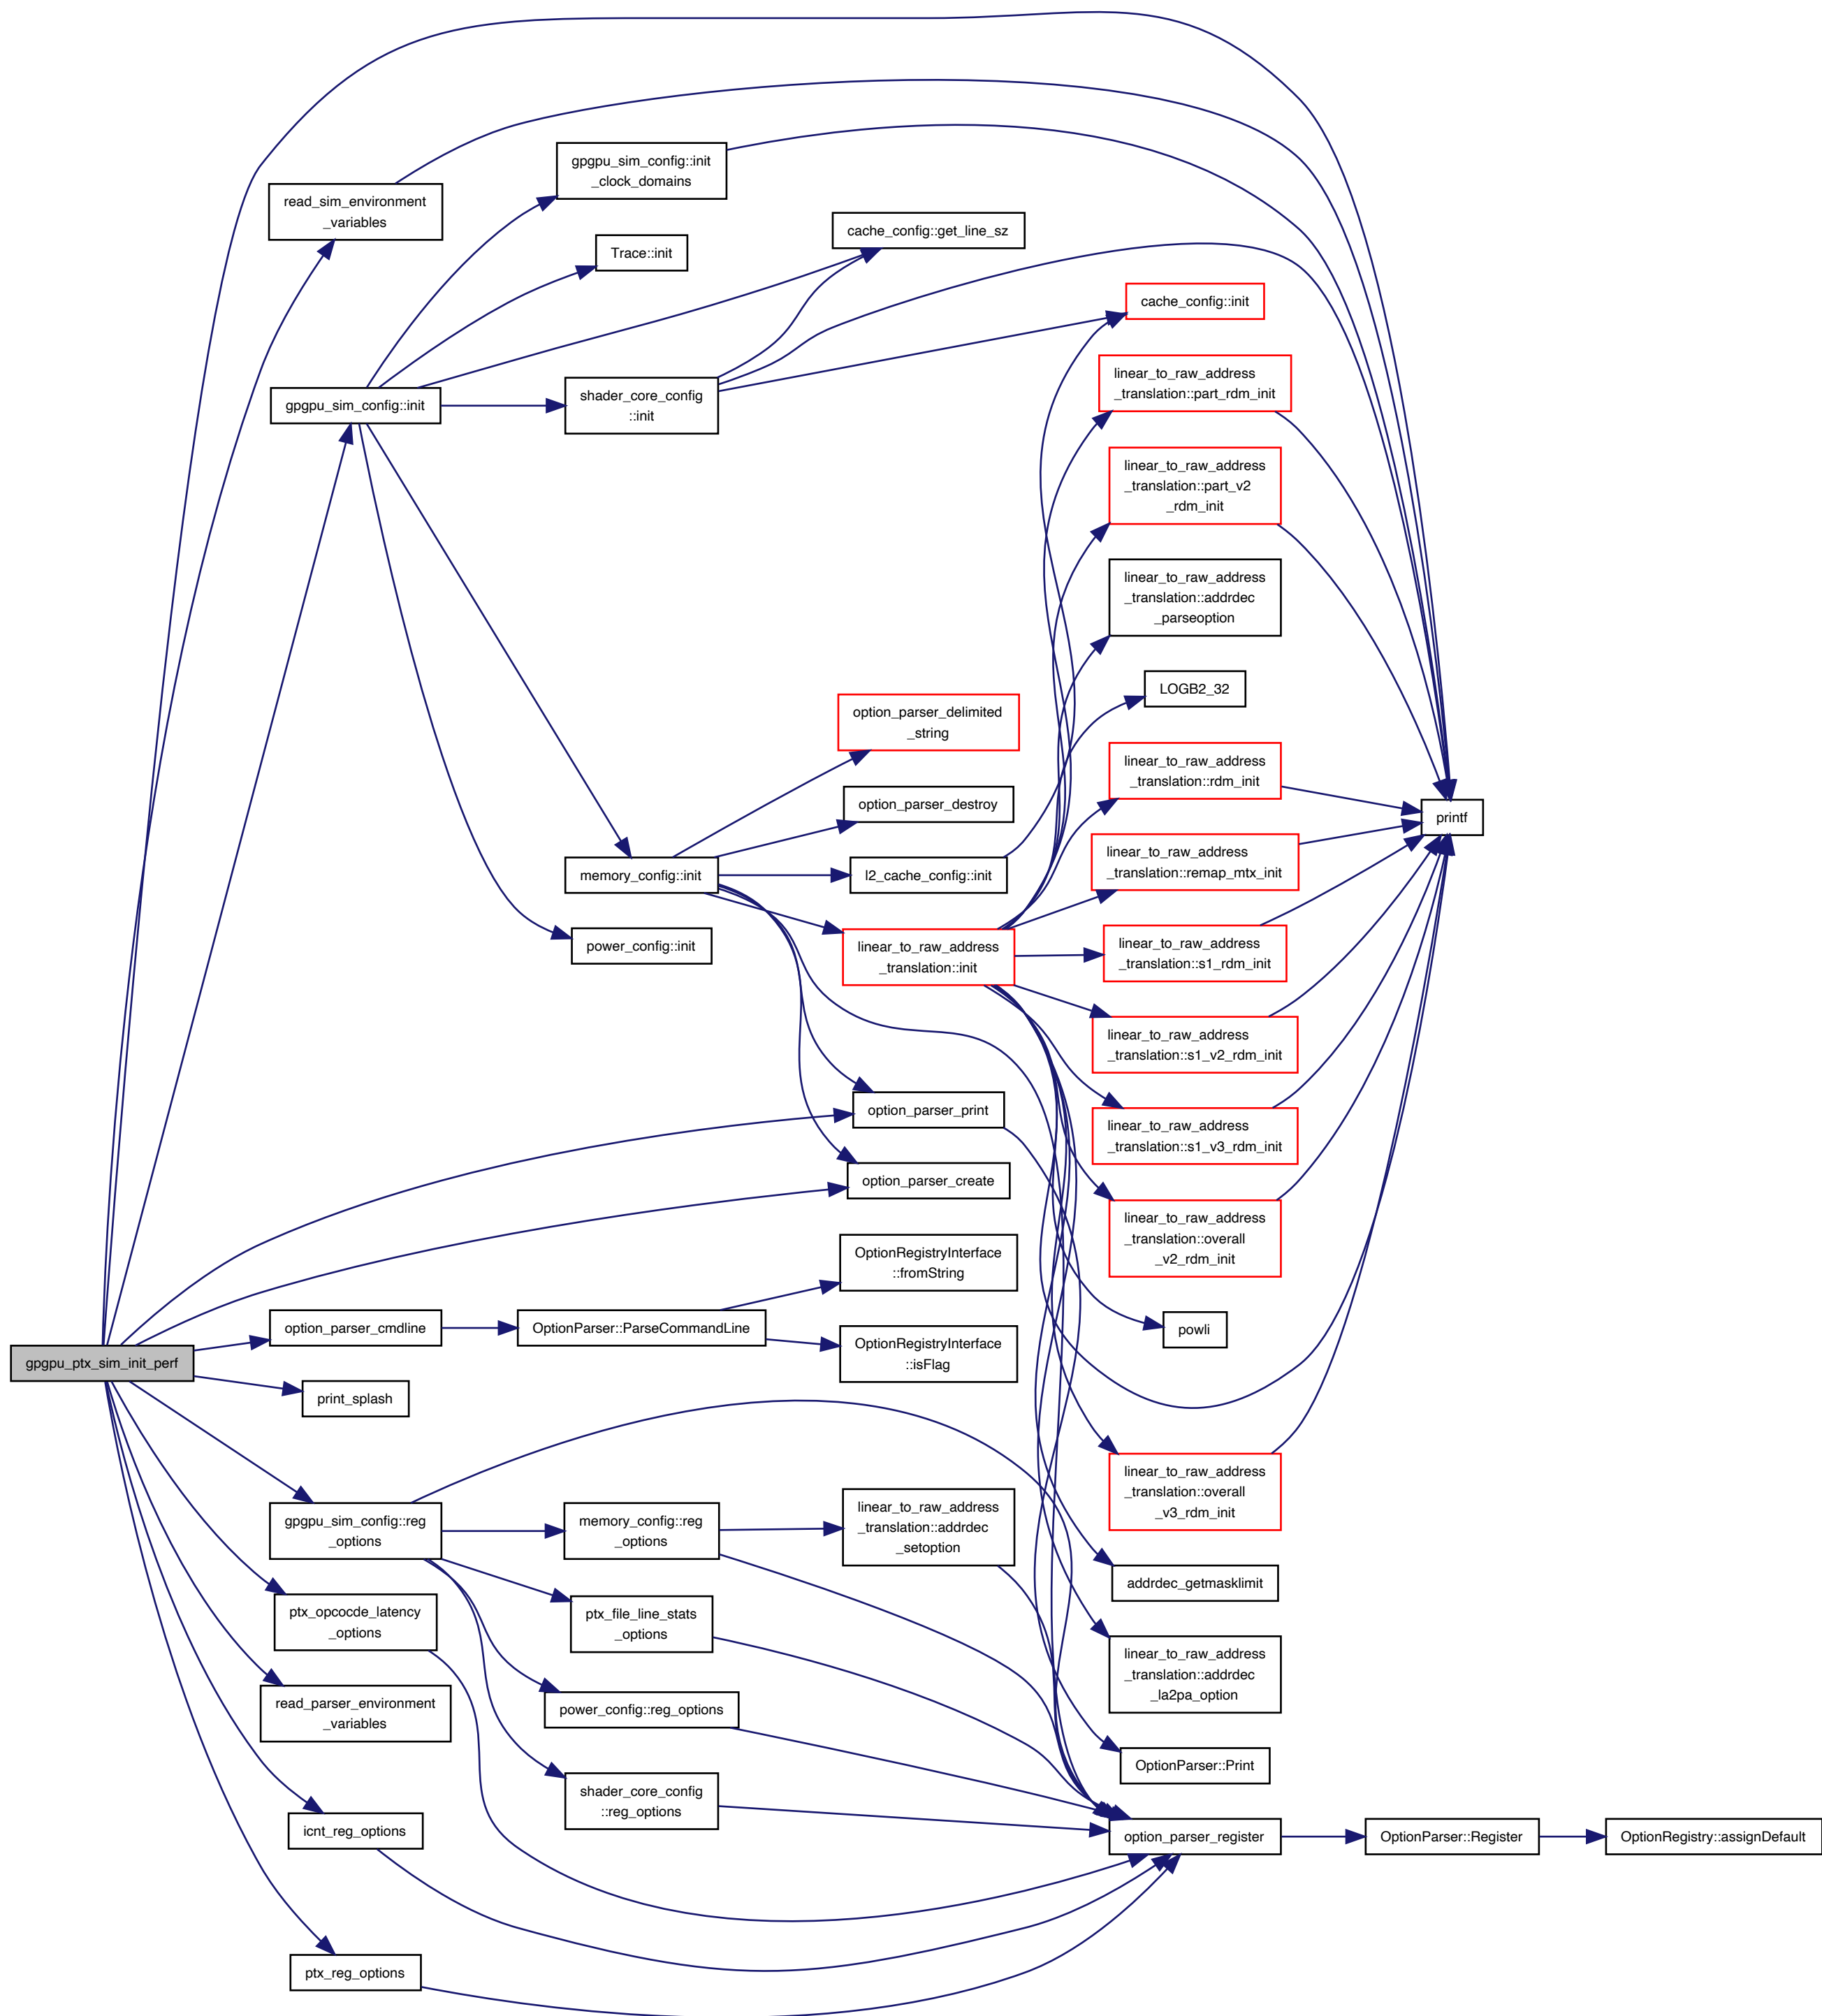 gpgpu_sim_config::init
_clock_domains
read_sim_environment
_variables
cache_config::get_line_sz
Trace::init
cache_config::init
linear_to_raw_address
_translation::part_rdm_init
gpgpu_sim_config::init
shader_core_config
::init
linear_to_raw_address
_translation::part_v2
_rdm_init
linear_to_raw_address
_translation::addrdec
_parseoption
LOGB2_32
option_parser_delimited
_string
linear_to_raw_address
_translation::rdm_init
option_parser_destroy
printf
linear_to_raw_address
_translation::remap_mtx_init
memory_config::init
l2_cache_config::init
power_config::init
linear_to_raw_address
_translation::init
linear_to_raw_address
_translation::s1_rdm_init
linear_to_raw_address
_translation::s1_v2_rdm_init
option_parser_print
linear_to_raw_address
_translation::s1_v3_rdm_init
option_parser_create
linear_to_raw_address
_translation::overall
_v2_rdm_init
OptionRegistryInterface
::fromString
option_parser_cmdline
OptionParser::ParseCommandLine
powli
OptionRegistryInterface
::isFlag
gpgpu_ptx_sim_init_perf
print_splash
linear_to_raw_address
_translation::overall
_v3_rdm_init
gpgpu_sim_config::reg
_options
memory_config::reg
_options
linear_to_raw_address
_translation::addrdec
_setoption
addrdec_getmasklimit
ptx_opcocde_latency
_options
ptx_file_line_stats
_options
linear_to_raw_address
_translation::addrdec
_la2pa_option
read_parser_environment
_variables
power_config::reg_options
OptionParser::Print
shader_core_config
::reg_options
icnt_reg_options
option_parser_register
OptionParser::Register
OptionRegistry::assignDefault
ptx_reg_options